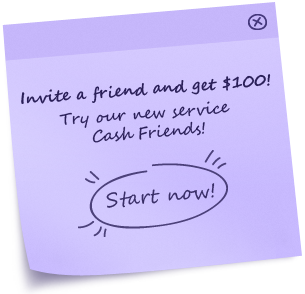 Invite a friend and get $100!
Try our new service
Cash Friends!
Start now!